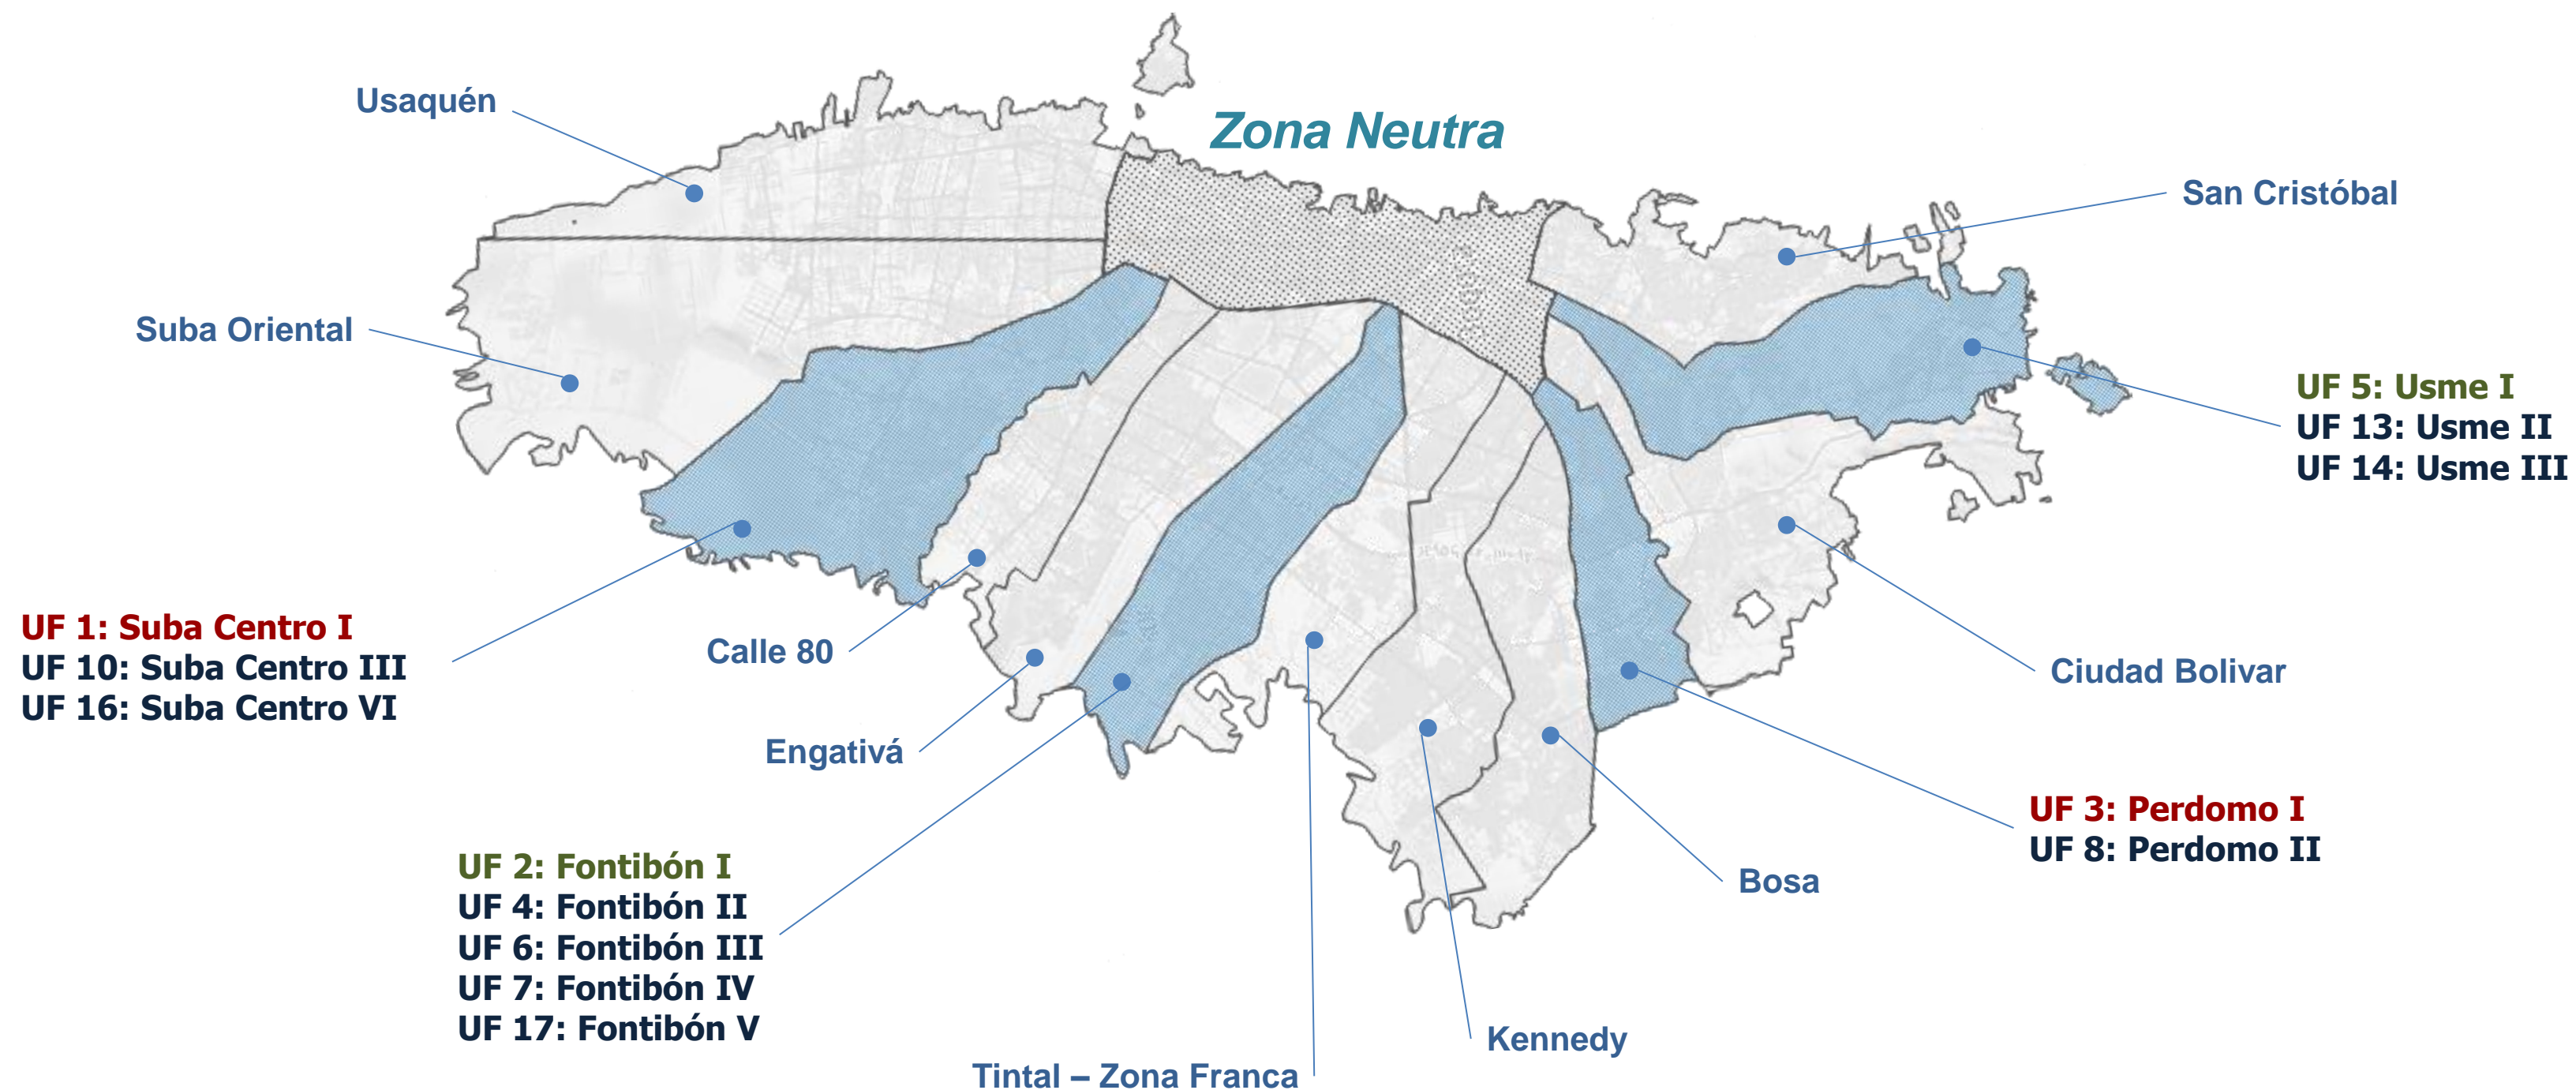 Usaquén
Zona Neutra
San Cristóbal
Suba Oriental
UF 5: Usme I
UF 13: Usme II
UF 14: Usme III
UF 1: Suba Centro I
UF 10: Suba Centro III
UF 16: Suba Centro VI
Calle 80
Ciudad Bolivar
Engativá
UF 3: Perdomo I
UF 8: Perdomo II
UF 2: Fontibón I
UF 4: Fontibón II
UF 6: Fontibón III
UF 7: Fontibón IV
UF 17: Fontibón V
Bosa
Kennedy
Tintal – Zona Franca